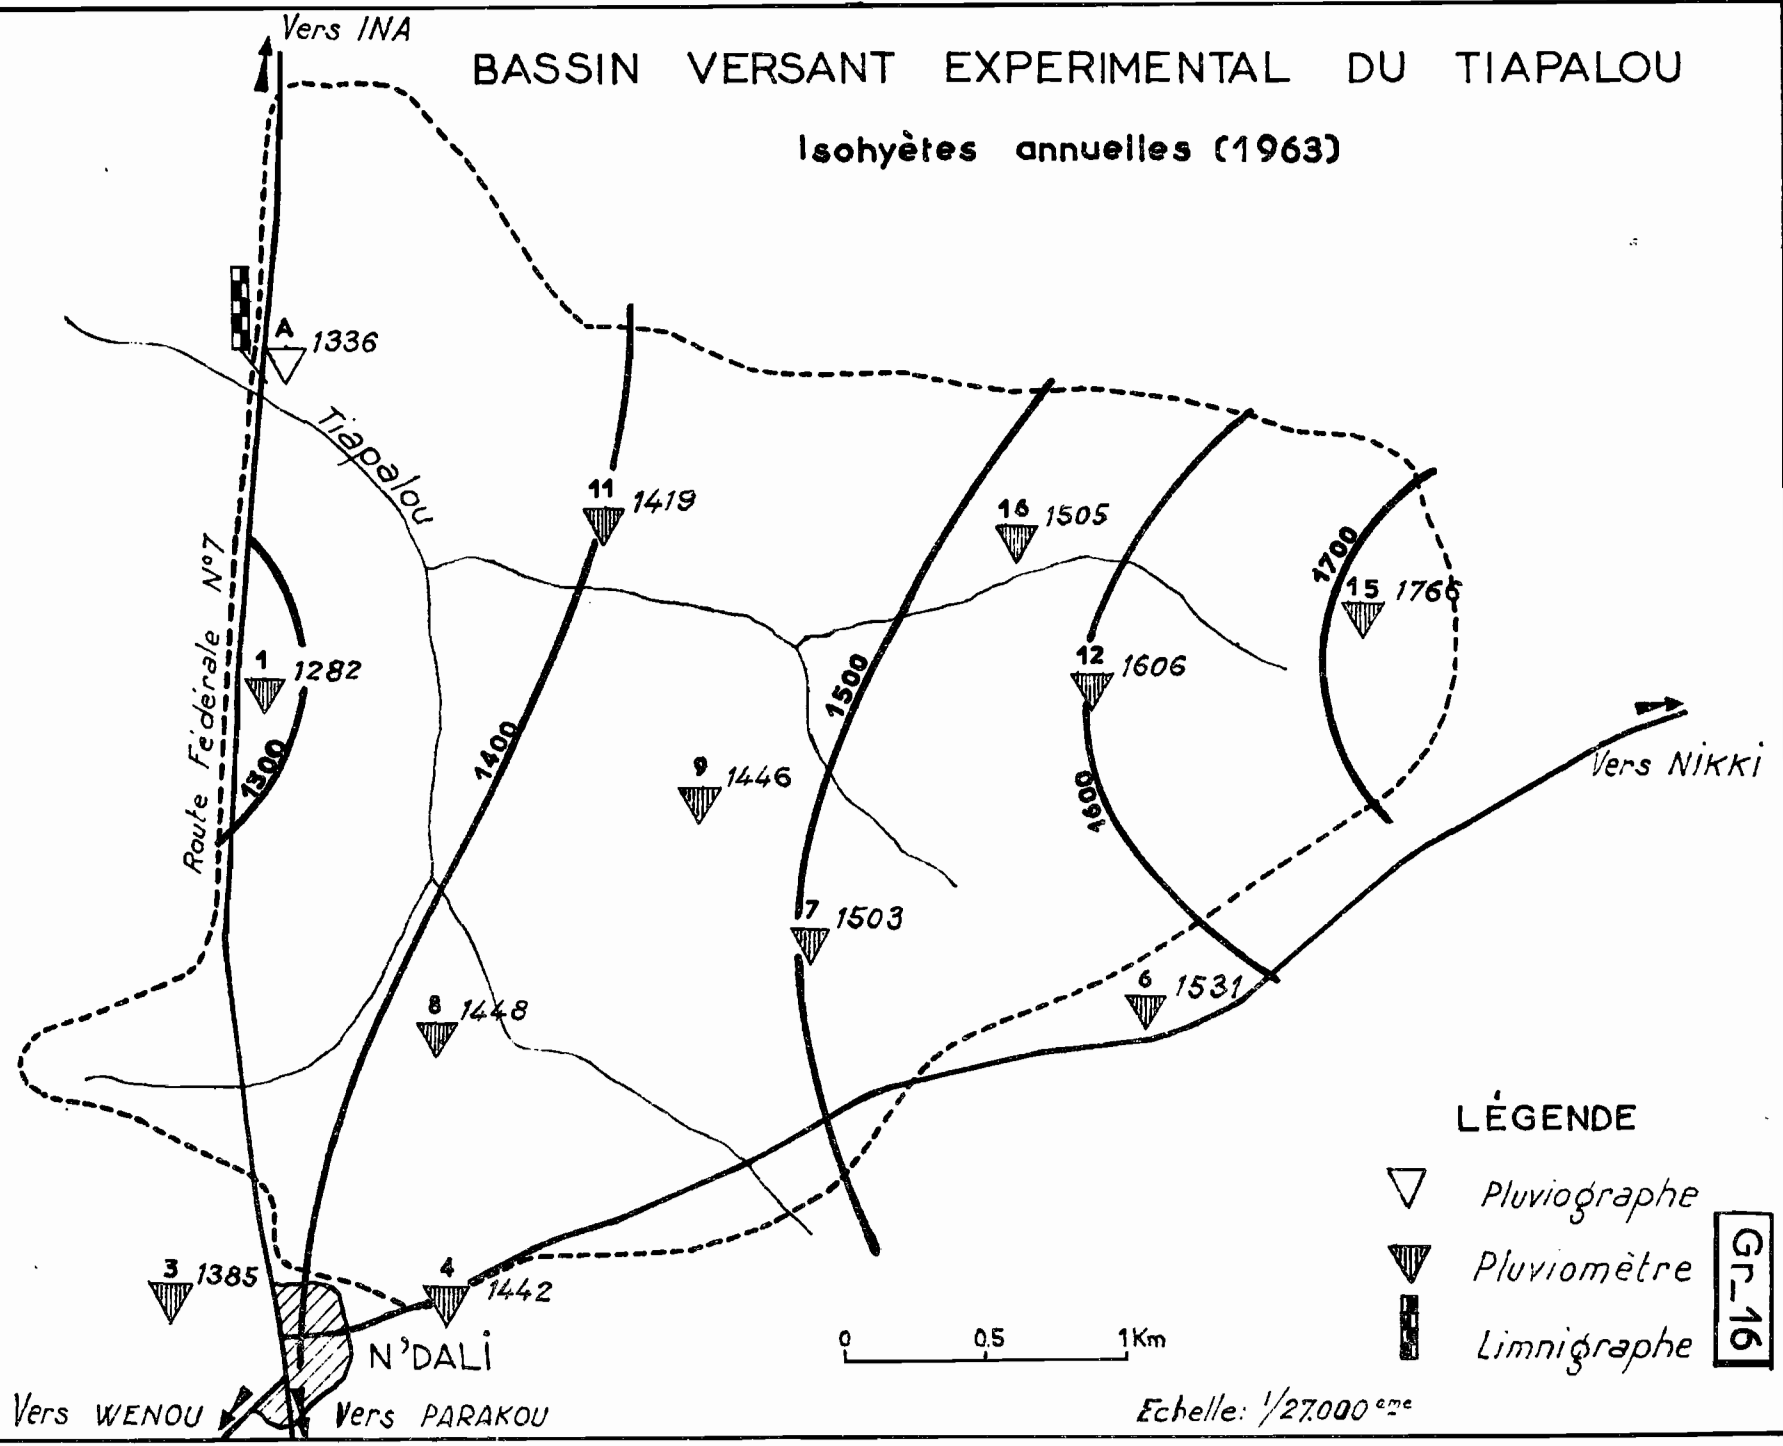 Vers INA
BASSIN VERSANT EXPERIMENTAL DU TIAPALOU
Isohyètes annuelles (1963)
A 1336
Tiapalou
11 1419
16 1505
1700
15 1766
Route Fédérale N°7
1 1282
12 1606
1500
1400
1300
9 1446
1600
Vers NIKKI
7 1503
8 1448
6 1531
3 1385
4 1442
N'DALI
Vers WENOU
Vers PARAKOU
0 0.5 1Km
Echelle: 1/27.000 eme
LÉGENDE
Pluviographe
Pluviomètre
Limnigraphe
Gr_16